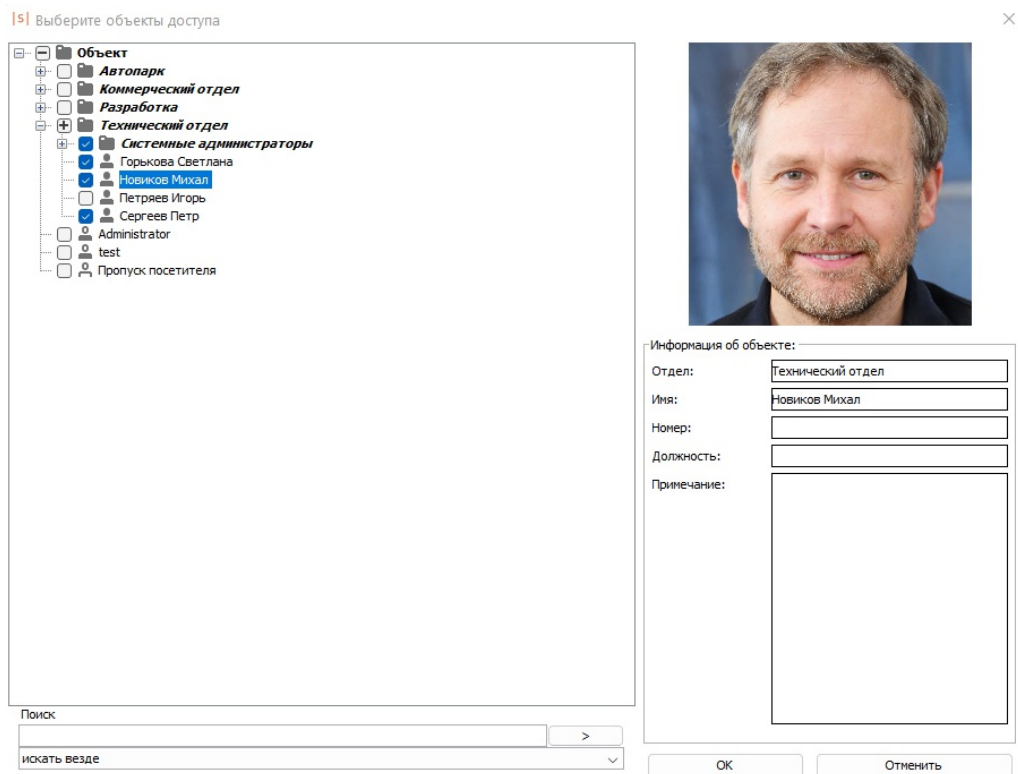 |s| Выберите объекты доступа
Объект
Автопарк
Коммерческий отдел
Разработка
Технический отдел
Системные администраторы
Горькова Светлана
Новиков Михал
Петряев Игорь
Сергеев Петр
Administrator
test
Пропуск посетителя
Информация об объекте:
Отдел: Технический отдел
Имя: Новиков Михал
Номер:
Должность:
Примечание:
Поиск
>
искать везде
OK Отменить